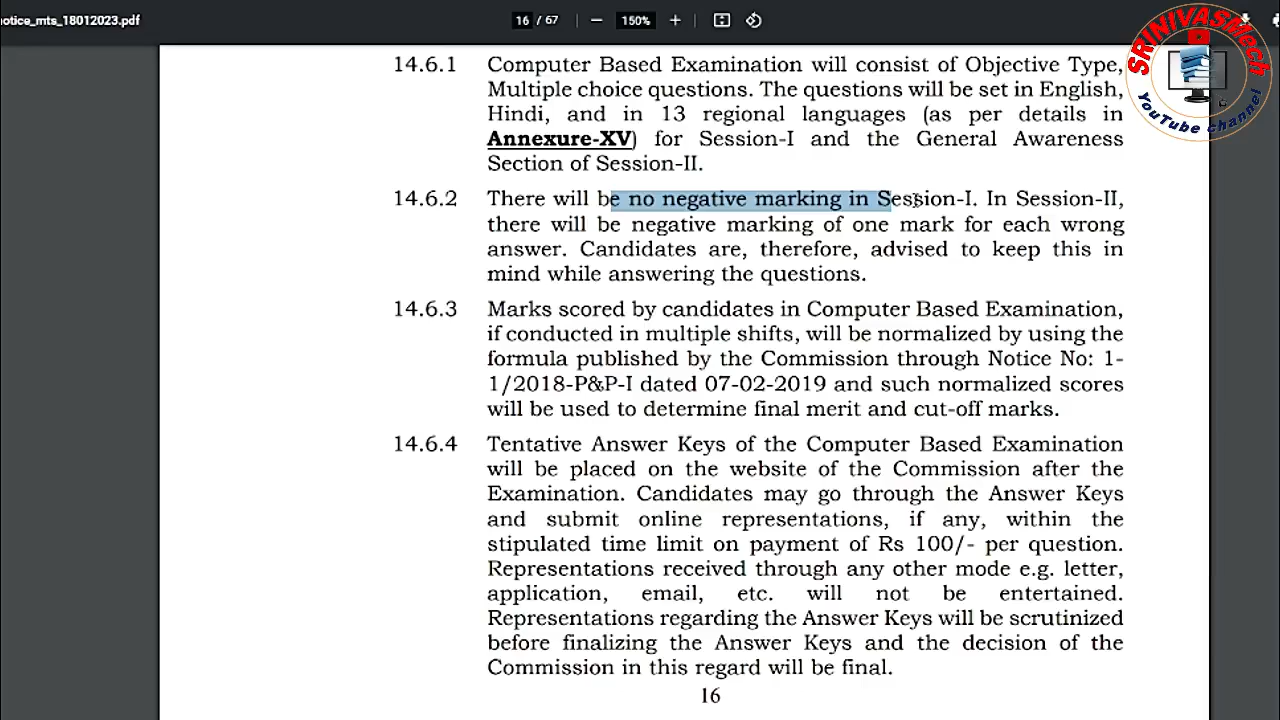 notice_mts_18012023.pdf
16 / 67
150%
SRINIVASMech
YouTube channel
14.6.1 Computer Based Examination will consist of Objective Type,
Multiple choice questions. The questions will be set in English,
Hindi, and in 13 regional languages (as per details in
Annexure-XV) for Session-I and the General Awareness
Section of Session-II.
14.6.2 There will be no negative marking in Session-I. In Session-II,
there will be negative marking of one mark for each wrong
answer. Candidates are, therefore, advised to keep this in
mind while answering the questions.
14.6.3 Marks scored by candidates in Computer Based Examination,
if conducted in multiple shifts, will be normalized by using the
formula published by the Commission through Notice No: 1-
1/2018-P&P-I dated 07-02-2019 and such normalized scores
will be used to determine final merit and cut-off marks.
14.6.4 Tentative Answer Keys of the Computer Based Examination
will be placed on the website of the Commission after the
Examination. Candidates may go through the Answer Keys
and submit online representations, if any, within the
stipulated time limit on payment of Rs 100/- per question.
Representations received through any other mode e.g. letter,
application, email, etc. will not be entertained.
Representations regarding the Answer Keys will be scrutinized
before finalizing the Answer Keys and the decision of the
Commission in this regard will be final.
16